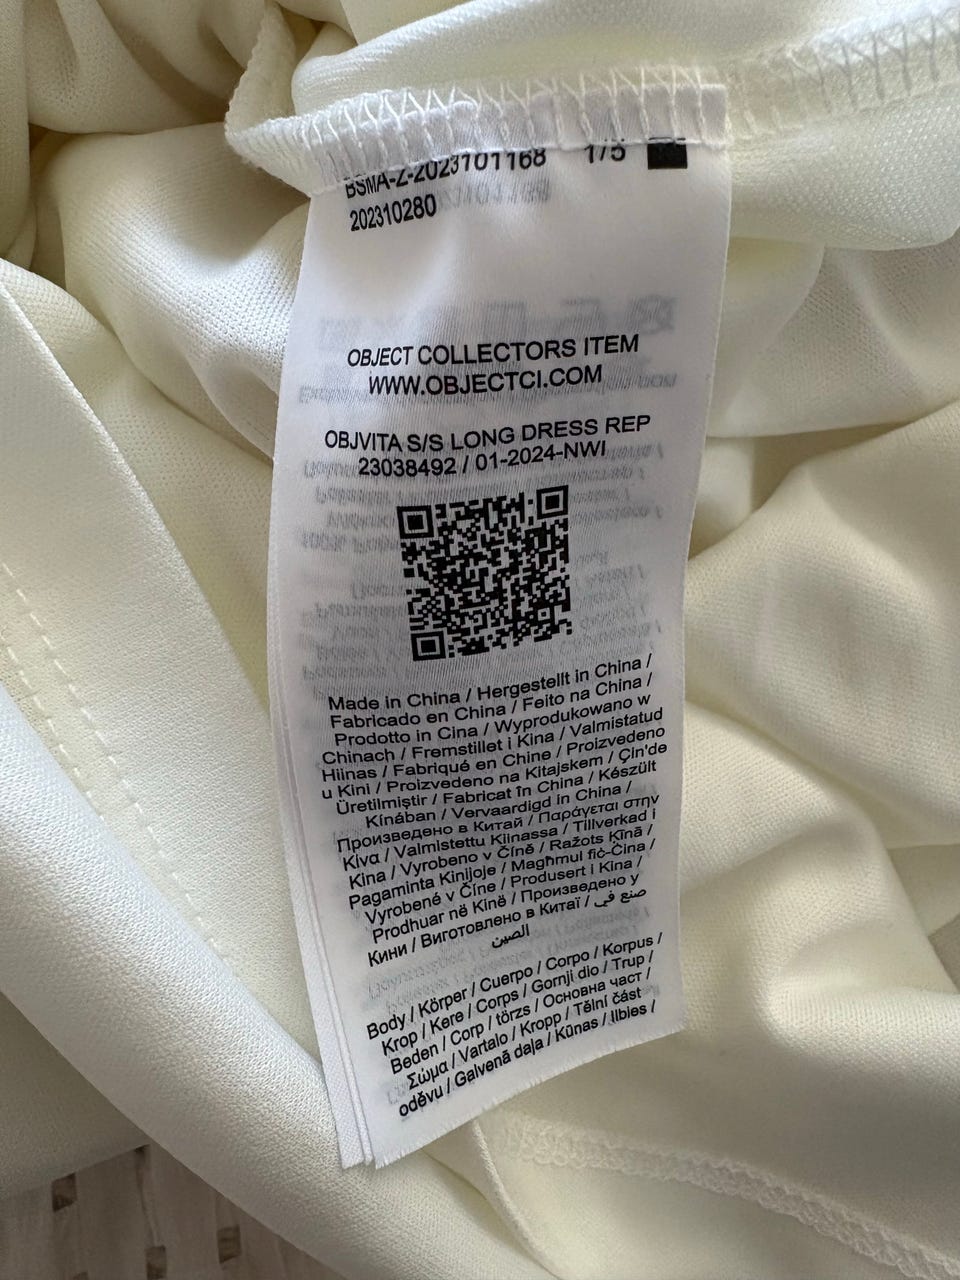 BSMA-Z-2023101168 1/5
202310280
OBJECT COLLECTORS ITEM
WWW.OBJECTCI.COM
OBJVITA S/S LONG DRESS REP
23038492 / 01-2024-NWI
Made in China / Hergestellt in China /
Fabricado en China / Feito na China /
Prodotto in Cina / Wyprodukowano w
Chinach / Fremstillet i Kina / Valmistatud
Hiinas / Fabriqué en Chine / Proizvedeno
u Kini / Proizvedeno na Kitajskem / Çin'de
Üretilmiştir / Fabricat în China / Készült
Kínában / Vervaardigd in China /
Произведено в Китай / Παράγεται στην
Κίνα / Valmistettu Kiinassa / Tillverkad i
Kina / Vyrobeno v Číně / Ražots Ķīnā /
Pagaminta Kinijoje / Magħmul fiċ-Ċina /
Vyrobené v Číne / Produsert i Kina /
Prodhuar në Kinë / Произведено у
Кини / Виготовлено в Китаї / صنع في
الصين
Body / Körper / Cuerpo / Corpo / Korpus /
Krop / Kere / Corps / Gornji dio / Trup /
Beden / Corp / törzs / Основна част /
Σώμα / Vartalo / Kropp / Tělní část
oděvu / Galvenā daļa / Kūnas / Ilbies /